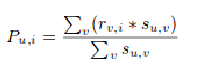 P_{u,i} = \frac{\sum_v (r_{v,i} * s_{u,v})}{\sum_v s_{u,v}}